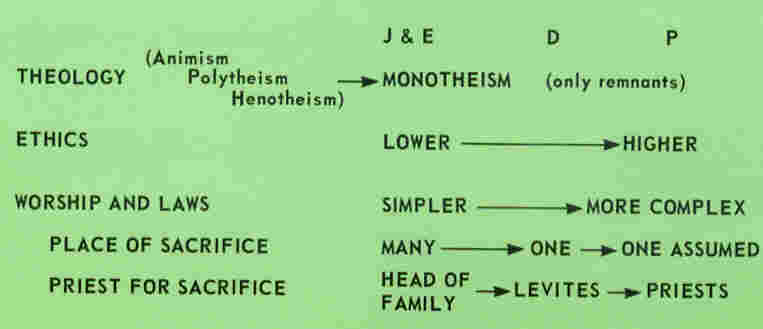 J & E D P
(Animism
THEOLOGY Polytheism → MONOTHEISM (only remnants)
Henotheism)
ETHICS LOWER → HIGHER
WORSHIP AND LAWS SIMPLER → MORE COMPLEX
PLACE OF SACRIFICE MANY → ONE → ONE ASSUMED
PRIEST FOR SACRIFICE HEAD OF FAMILY → LEVITES → PRIESTS